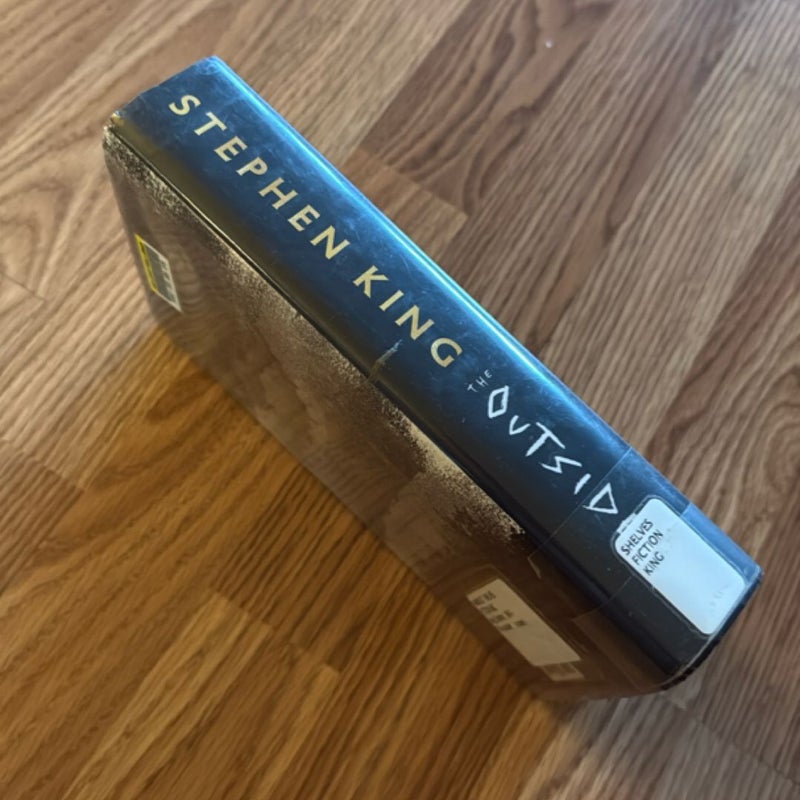 STEPHEN KING
THE
OUTSID
SHELVES
FICTION
KING